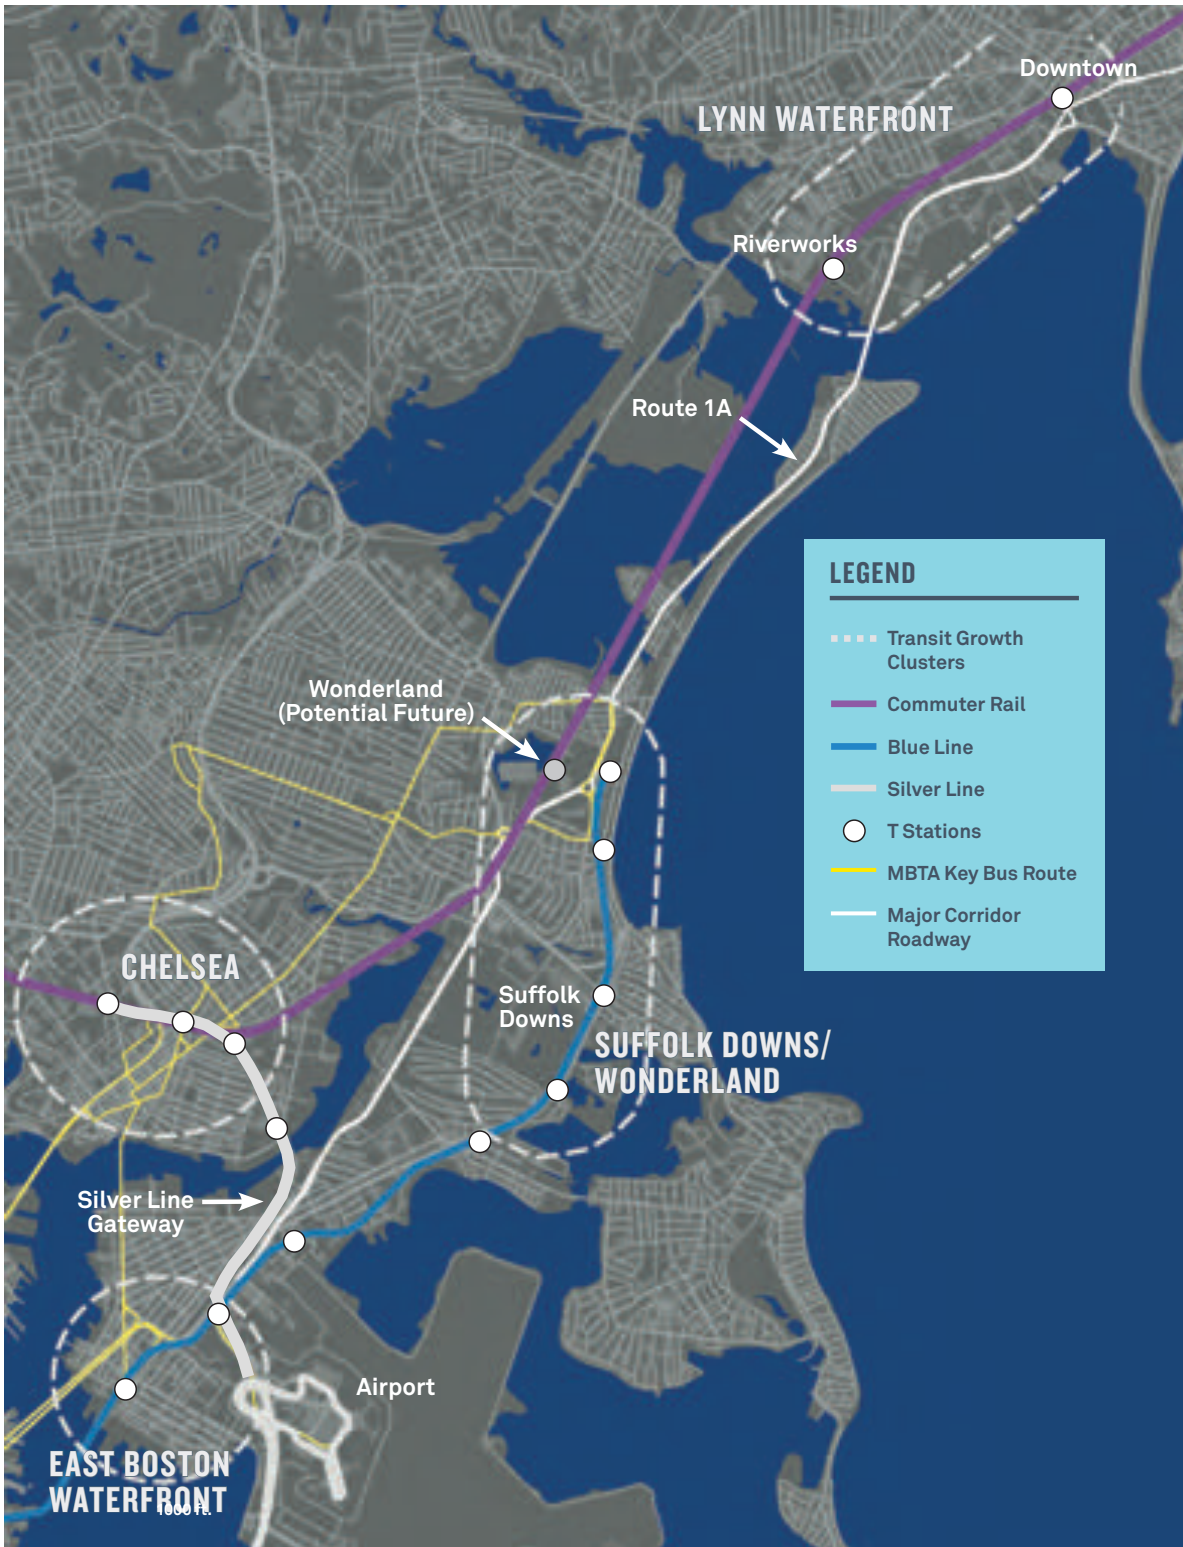 Downtown
LYNN WATERFRONT
Riverworks
Route 1A
LEGEND
Transit Growth
Clusters
Commuter Rail
Blue Line
Silver Line
T Stations
MBTA Key Bus Route
Major Corridor
Roadway
Wonderland
(Potential Future)
CHELSEA
Suffolk
Downs
SUFFOLK DOWNS/
WONDERLAND
Silver Line
Gateway
Airport
EAST BOSTON
WATERFRONT
1000 ft.